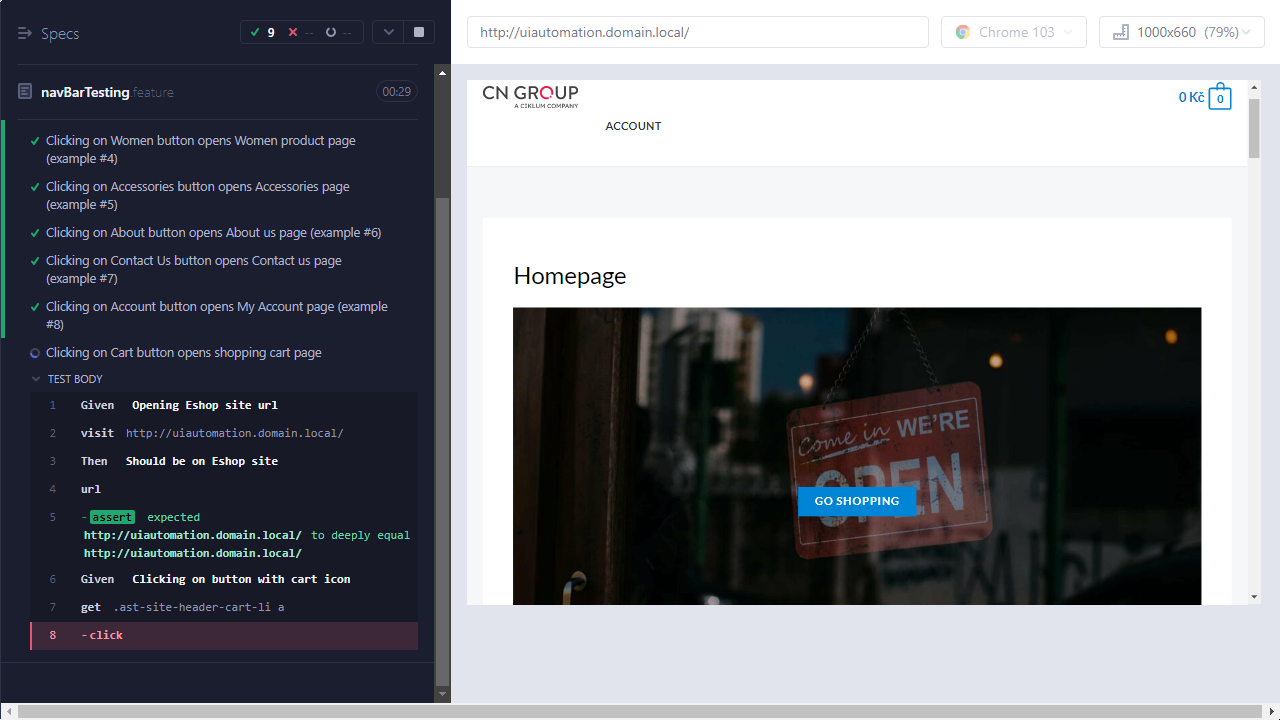 Specs
9
--
--
http://uiautomation.domain.local/
Chrome 103
1000x660 (79%)
navBarTesting.feature
00:29
Clicking on Women button opens Women product page
(example #4)
Clicking on Accessories button opens Accessories page
(example #5)
Clicking on About button opens About us page (example #6)
Clicking on Contact Us button opens Contact us page
(example #7)
Clicking on Account button opens My Account page (example
#8)
Clicking on Cart button opens shopping cart page
TEST BODY
1 Given Opening Eshop site url
2 visit http://uiautomation.domain.local/
3 Then Should be on Eshop site
4 url
5 -assert expected
http://uiautomation.domain.local/ to deeply equal
http://uiautomation.domain.local/
6 Given Clicking on button with cart icon
7 get .ast-site-header-cart-li a
8 -click
CN GROUP
A CIKLUM COMPANY
0 Kč 0
ACCOUNT
Homepage
Come in WE'RE
OPEN
GO SHOPPING